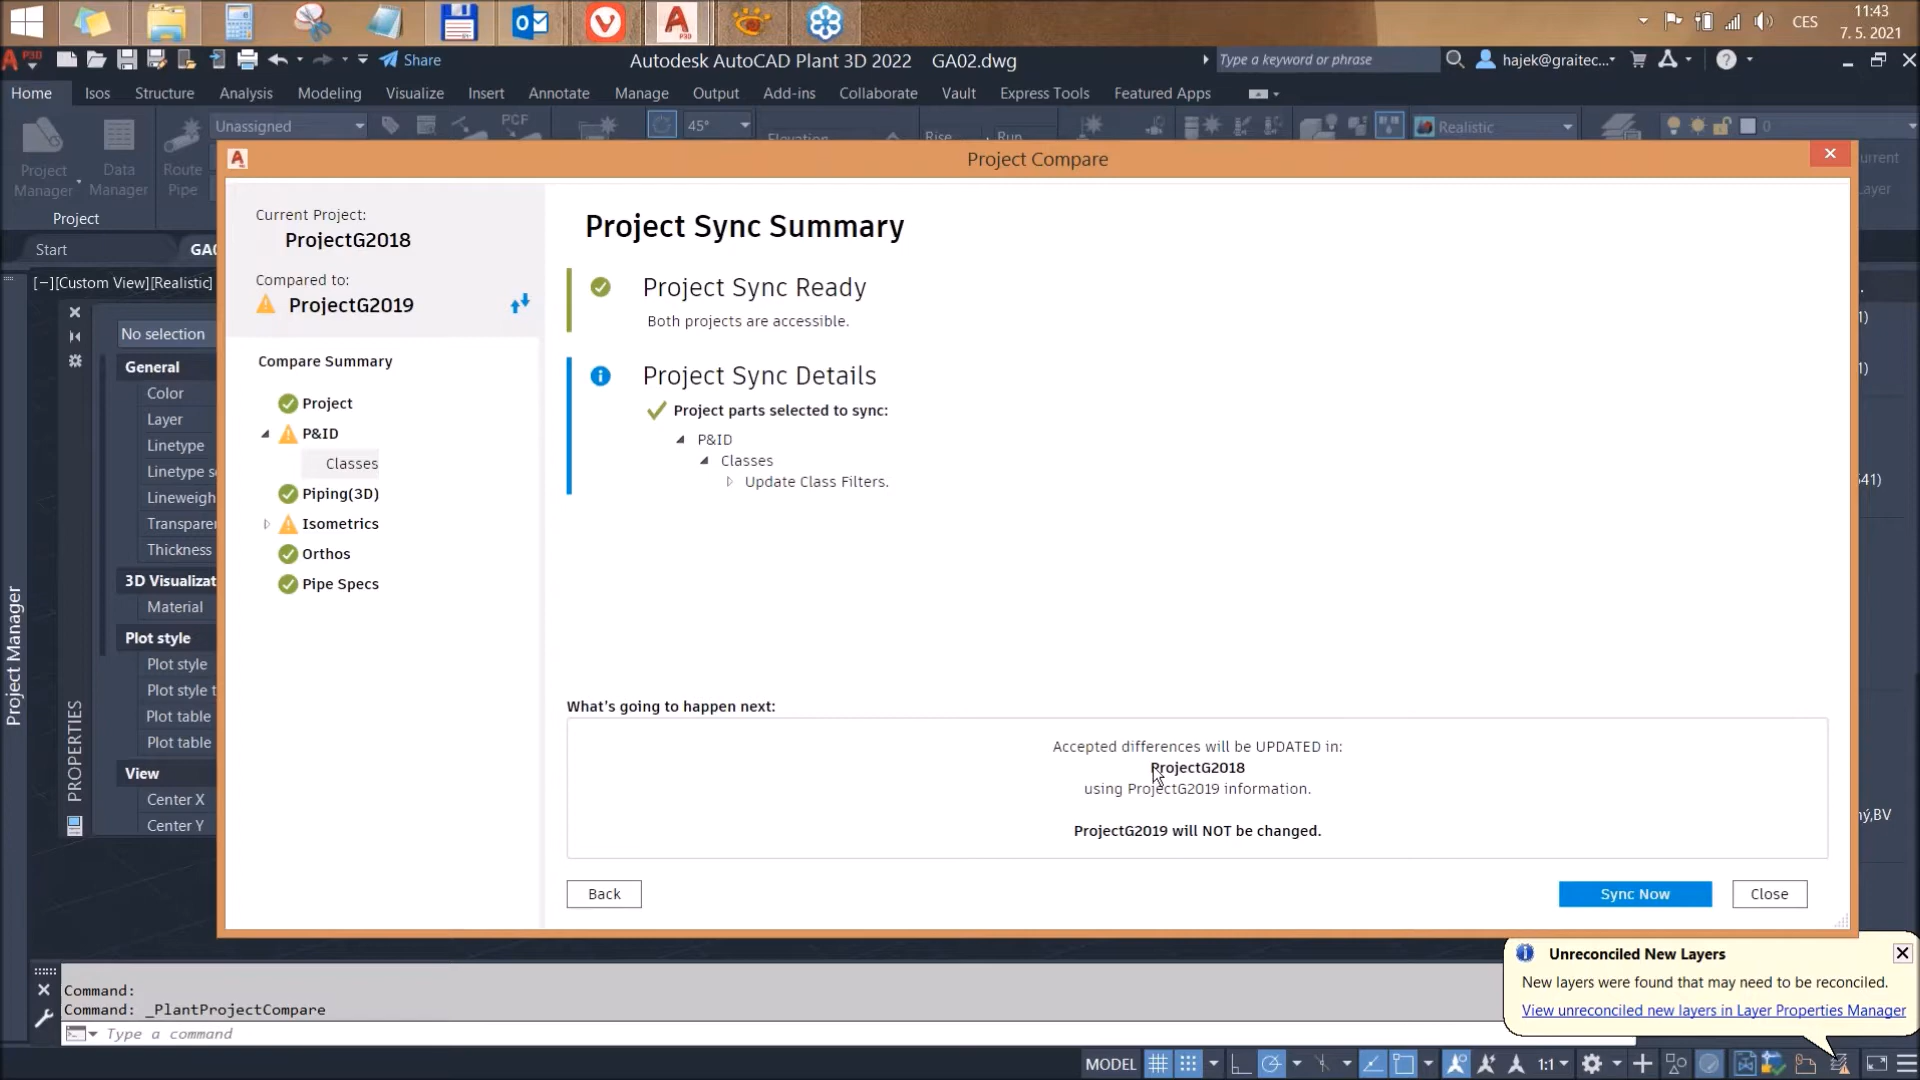 CES
11:43
7. 5. 2021
P3D
Share
Autodesk AutoCAD Plant 3D 2022 GA02.dwg
Type a keyword or phrase
hajek@graitec...
Home Isos Structure Analysis Modeling Visualize Insert Annotate Manage Output Add-ins Collaborate Vault Express Tools Featured Apps
Unassigned
PCF
45°
Realistic
0
Project Manager
Data Manager
Route Pipe
Project
Start
[−][Custom View][Realistic]
No selection
General
Color
Layer
Linetype
Transparen
Thickness
3D Visualizat
Material
Plot style
Plot style
Plot style t
Plot table
Plot table
View
Center X
Center Y
Project Manager
PROPERTIES
Project Compare
Current Project:
ProjectG2018
Compared to:
ProjectG2019
Compare Summary
Project
P&ID
Classes
Piping(3D)
Isometrics
Orthos
Pipe Specs
Project Sync Summary
Project Sync Ready
Both projects are accessible.
Project Sync Details
Project parts selected to sync:
P&ID
Classes
Update Class Filters.
What's going to happen next:
Accepted differences will be UPDATED in:
ProjectG2018
using ProjectG2019 information.
ProjectG2019 will NOT be changed.
Back
Sync Now
Close
Unreconciled New Layers
New layers were found that may need to be reconciled.
View unreconciled new layers in Layer Properties Manager
Command:
Command: _PlantProjectCompare
Type a command
MODEL
1:1